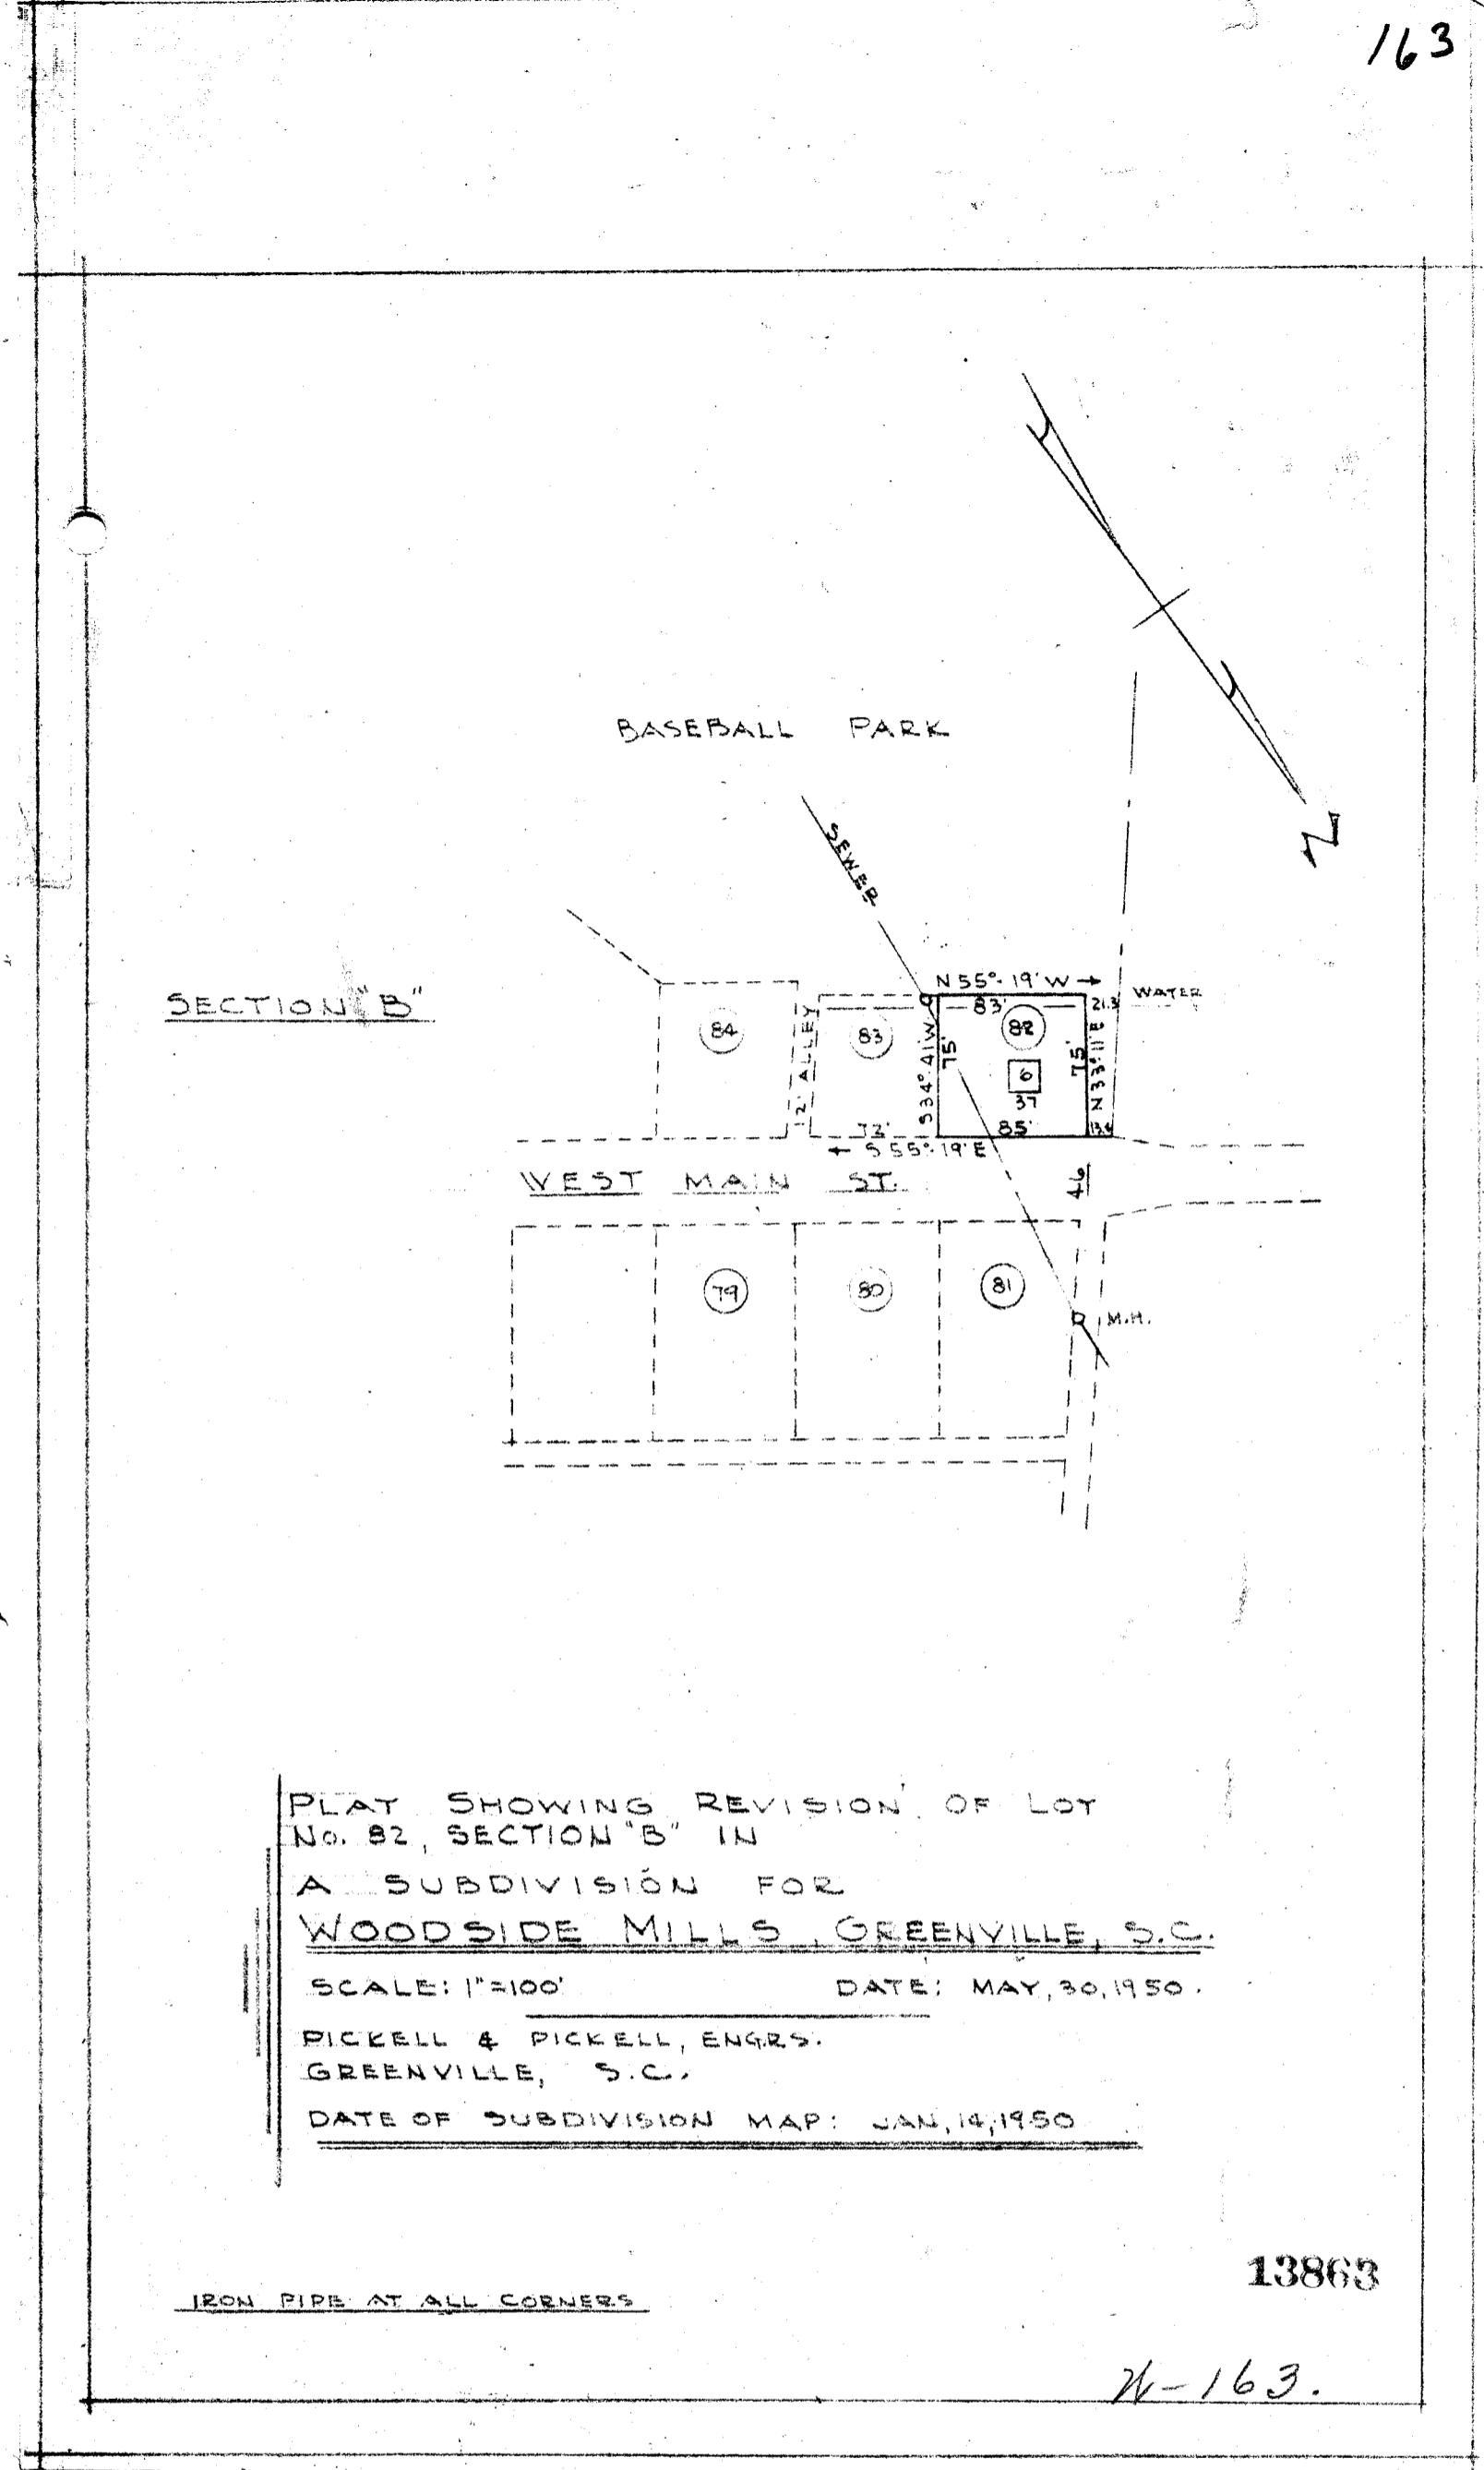 163
BASEBALL PARK
SEWER
SECTION "B"
N 55°-19' W →
WATER
83'
21.3
84
12' ALLEY
83
S 34°-41' W
75'
82
75'
N 33°-11' E
6
37
72'
85'
← S 55°-19' E
WEST MAIN ST.
46
79
80
81
M.H.
N
PLAT SHOWING REVISION OF LOT
No. 82, SECTION "B" IN
A SUBDIVISION FOR
WOODSIDE MILLS, GREENVILLE, S.C.
SCALE: 1"=100' DATE: MAY, 30, 1950.
PICKELL & PICKELL, ENGRS.
GREENVILLE, S.C.
DATE OF SUBDIVISION MAP: JAN, 14, 1950
13863
IRON PIPE AT ALL CORNERS
W-163.